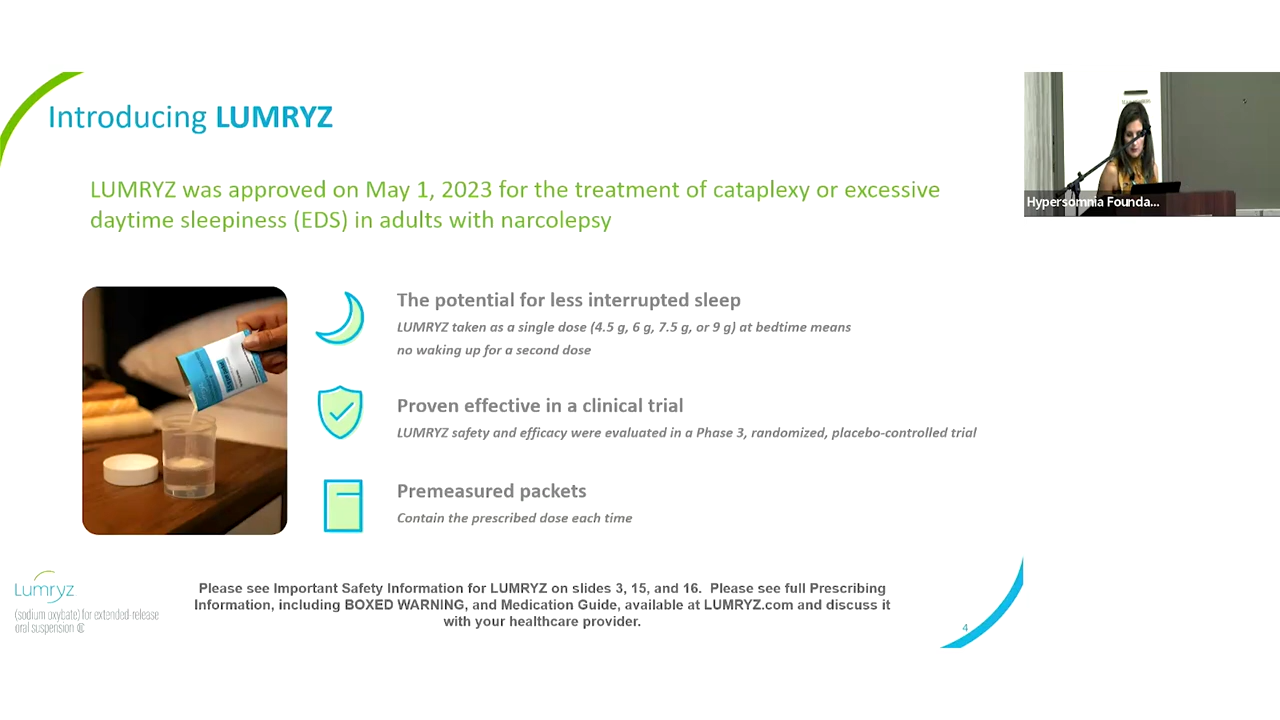 Introducing LUMRYZ
LUMRYZ was approved on May 1, 2023 for the treatment of cataplexy or excessive
daytime sleepiness (EDS) in adults with narcolepsy
The potential for less interrupted sleep
LUMRYZ taken as a single dose (4.5 g, 6 g, 7.5 g, or 9 g) at bedtime means
no waking up for a second dose
Proven effective in a clinical trial
LUMRYZ safety and efficacy were evaluated in a Phase 3, randomized, placebo-controlled trial
Premeasured packets
Contain the prescribed dose each time
Lumryz
(sodium oxybate) for extended-release
oral suspension ®
Please see Important Safety Information for LUMRYZ on slides 3, 15, and 16. Please see full Prescribing
Information, including BOXED WARNING, and Medication Guide, available at LUMRYZ.com and discuss it
with your healthcare provider.
4
Hypersomnia Founda...